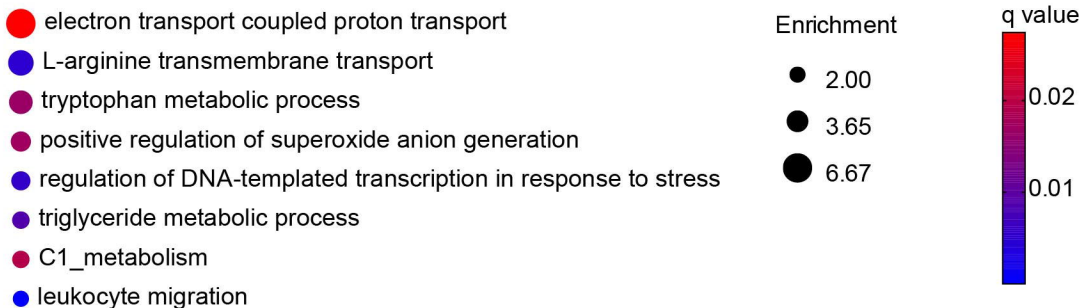 electron transport coupled proton transport
L-arginine transmembrane transport
tryptophan metabolic process
positive regulation of superoxide anion generation
regulation of DNA-templated transcription in response to stress
triglyceride metabolic process
C1_metabolism
leukocyte migration
Enrichment
2.00
3.65
6.67
q value
0.02
0.01